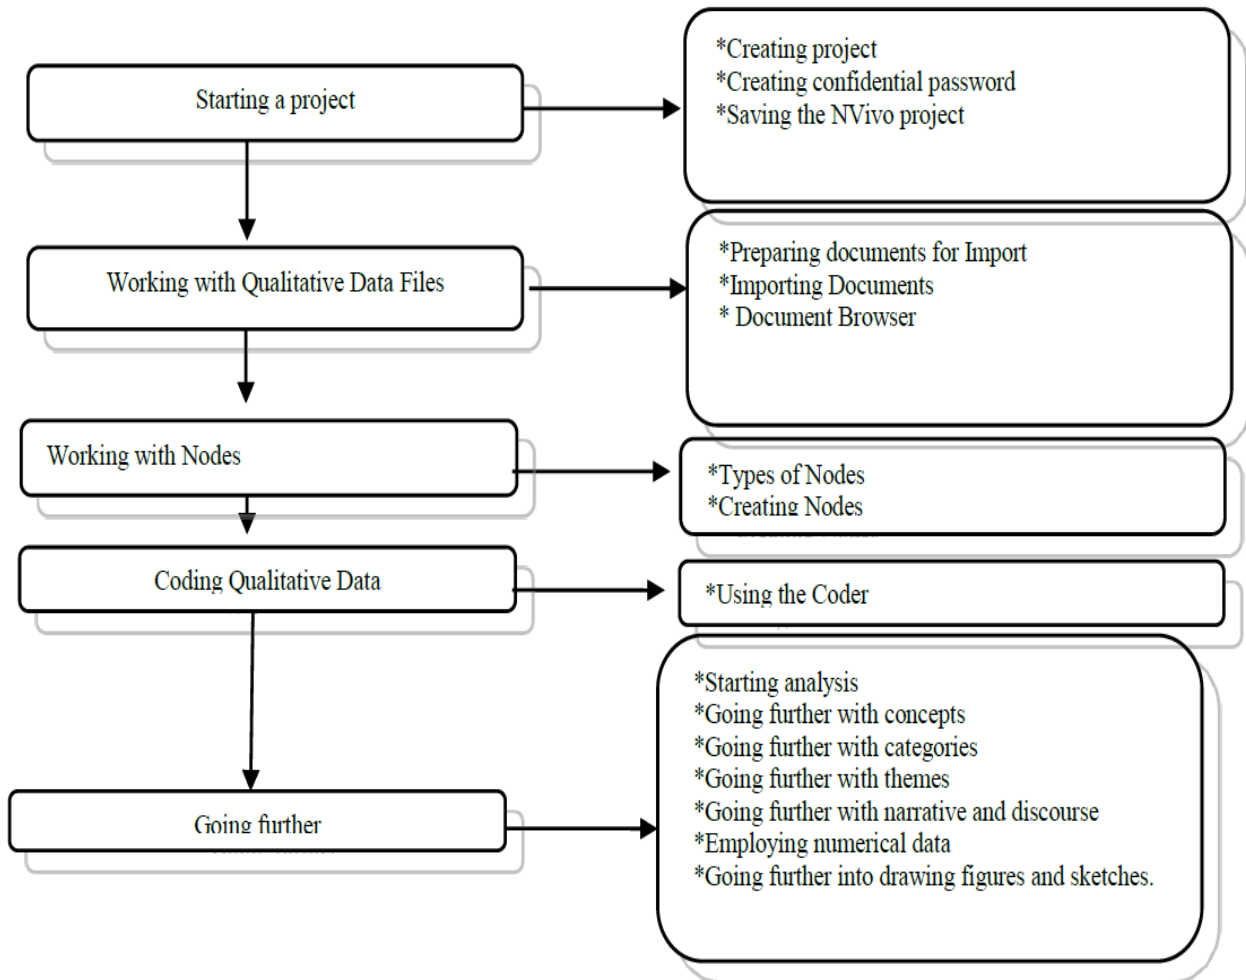 Starting a project
*Creating project
*Creating confidential password
*Saving the NVivo project
Working with Qualitative Data Files
*Preparing documents for Import
*Importing Documents
* Document Browser
Working with Nodes
*Types of Nodes
*Creating Nodes
Coding Qualitative Data
*Using the Coder
Going further
*Starting analysis
*Going further with concepts
*Going further with categories
*Going further with themes
*Going further with narrative and discourse
*Employing numerical data
*Going further into drawing figures and sketches.